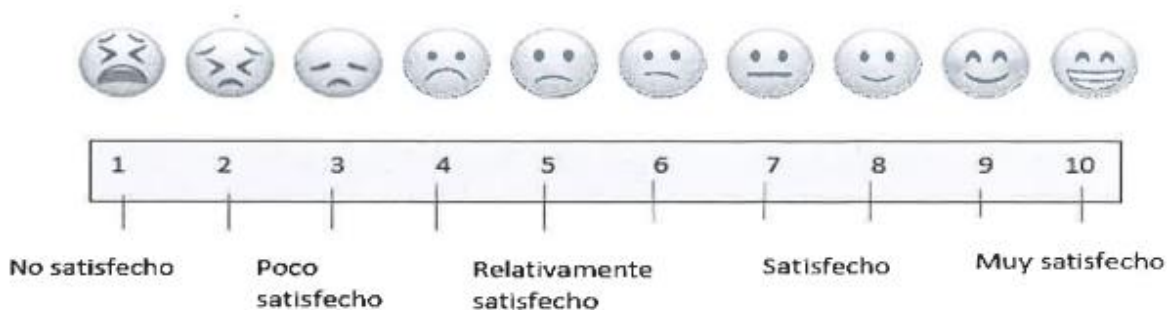 1 2 3 4 5 6 7 8 9 10
No satisfecho Poco satisfecho Relativamente satisfecho Satisfecho Muy satisfecho